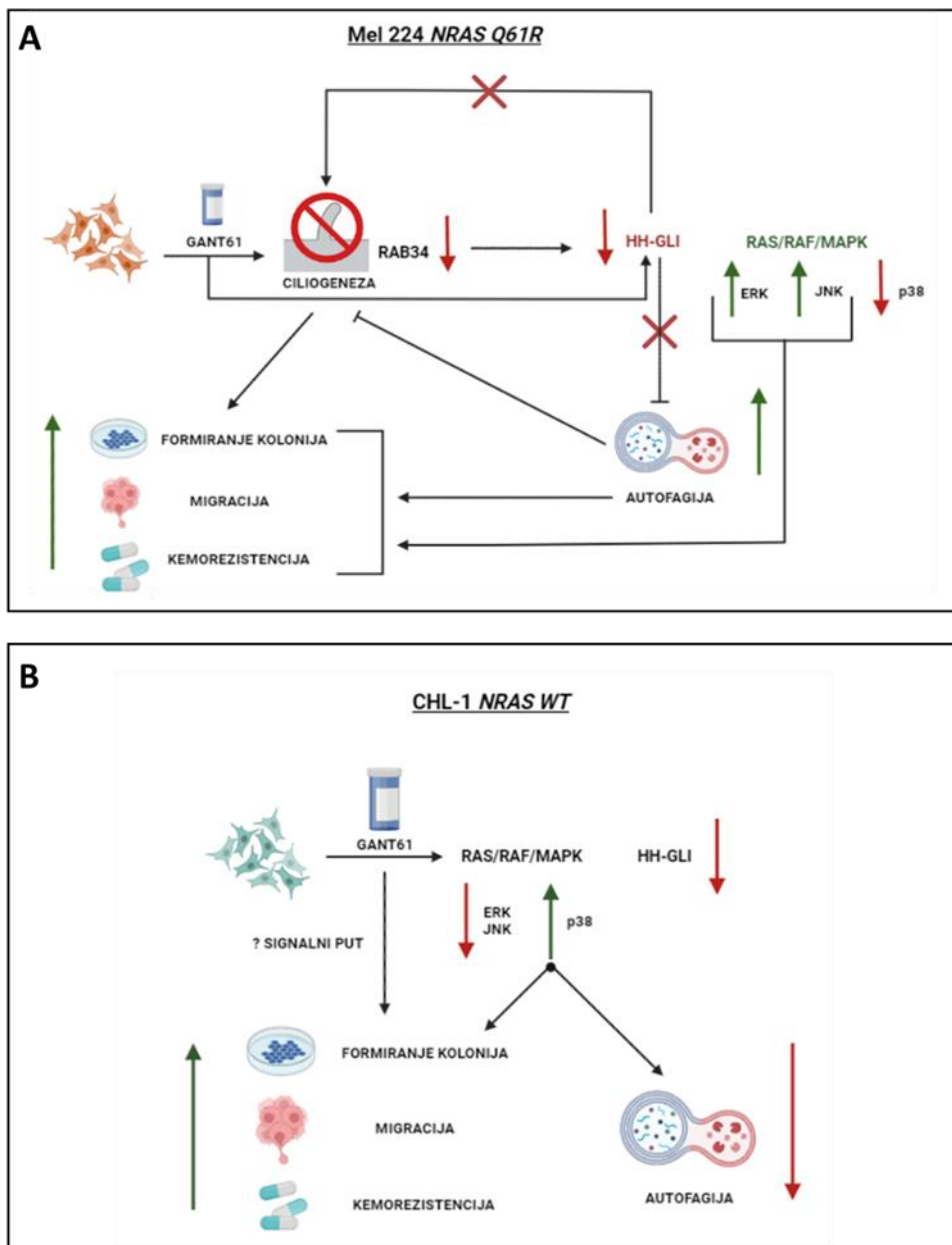 A
Mel 224 NRAS Q61R
GANT61
RAB34
CILIOGENEZA
HH-GLI
RAS/RAF/MAPK
ERK
JNK
p38
FORMIRANJE KOLONIJA
MIGRACIJA
KEMOREZISTENCIJA
AUTOFAGIJA
B
CHL-1 NRAS WT
GANT61
RAS/RAF/MAPK
HH-GLI
ERK
JNK
p38
? SIGNALNI PUT
FORMIRANJE KOLONIJA
MIGRACIJA
KEMOREZISTENCIJA
AUTOFAGIJA